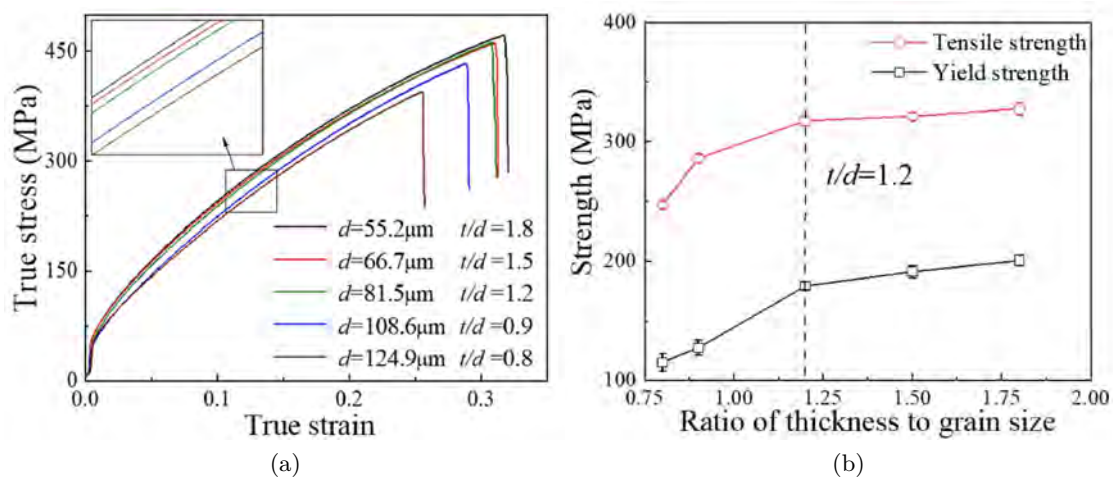 450
300
150
0
0.0
0.1
0.2
0.3
True stress (MPa)
True strain
d=55.2μm t/d=1.8
d=66.7μm t/d=1.5
d=81.5μm t/d=1.2
d=108.6μm t/d=0.9
d=124.9μm t/d=0.8
(a)
Tensile strength
Yield strength
t/d=1.2
400
300
200
100
0.75
1.00
1.25
1.50
1.75
2.00
Strength (MPa)
Ratio of thickness to grain size
(b)